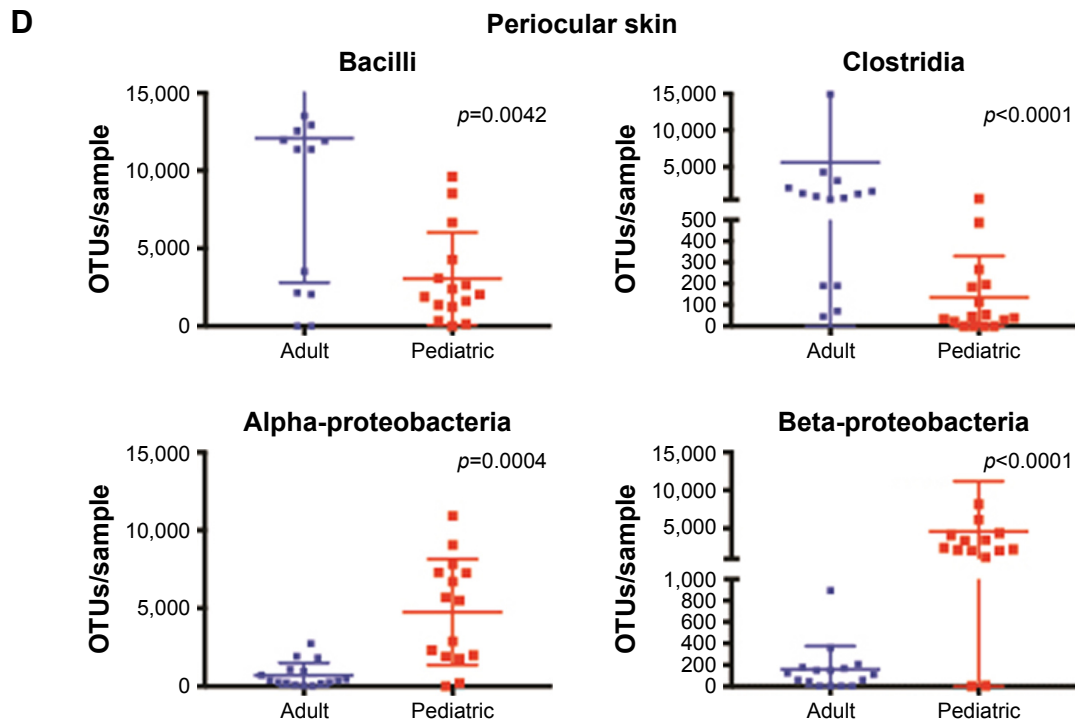 D
Periocular skin
Bacilli
OTUs/sample
15,000
10,000
5,000
0
p=0.0042
Adult
Pediatric
Clostridia
OTUs/sample
15,000
10,000
5,000
500
400
300
200
100
0
p<0.0001
Adult
Pediatric
Alpha-proteobacteria
OTUs/sample
15,000
10,000
5,000
0
p=0.0004
Adult
Pediatric
Beta-proteobacteria
OTUs/sample
15,000
10,000
5,000
1,000
800
600
400
200
0
p<0.0001
Adult
Pediatric